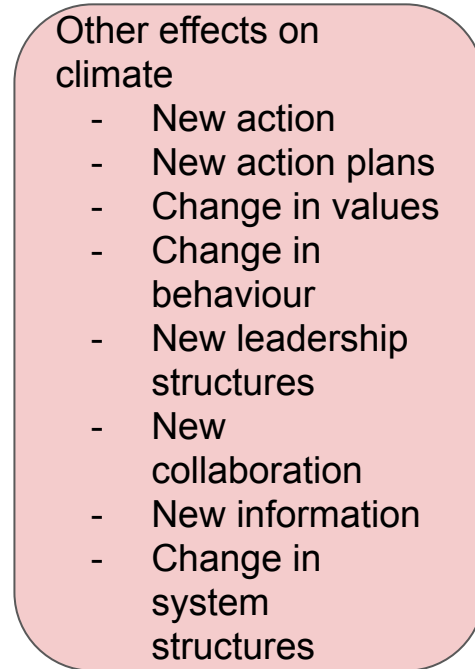 Other effects on
climate
- New action
- New action plans
- Change in values
- Change in
behaviour
- New leadership
structures
- New
collaboration
- New information
- Change in
system
structures